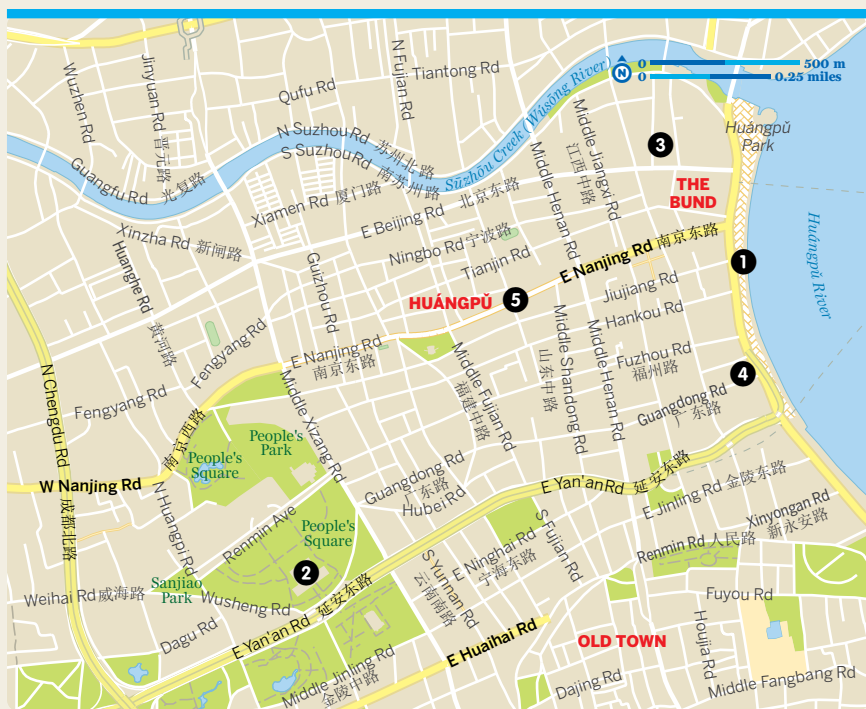 Wuzhen Rd
Jinyuan Rd 晋元路
N Fujian Rd
Tiantong Rd
Qufu Rd
N
0 500 m
0 0.25 miles
Guangfu Rd 光复路
N Suzhou Rd 苏州北路
S Suzhou Rd 南苏州路
Sūzhōu Creek (Wúsōng River)
Middle Jiangxi Rd
江西中路
Huángpǔ
Park
3
THE
BUND
Xiamen Rd 厦门路
E Beijing Rd 北京东路
Middle Henan Rd
Xinzha Rd 新闸路
Ningbo Rd 宁波路
Tianjin Rd
E Nanjing Rd 南京东路
1
Huángpǔ River
Huanghe Rd
黄河路
Guizhou Rd
HUÁNGPǓ
5
Jiujiang Rd
Hankou Rd
Fengyang Rd
E Nanjing Rd
南京东路
Middle Fujian Rd
福建中路
Middle Shandong Rd
山东中路
Middle Henan Rd
Fuzhou Rd
福州路
4
Guangdong Rd
广东路
N Chengdu Rd
成都北路
Fengyang Rd
南京西路
W Nanjing Rd
People's
Square
People's
Park
Middle Xizang Rd
Guangdong Rd
广东路
Hubei Rd
E Yan'an Rd 延安东路
E Jinling Rd 金陵东路
Xinyongan Rd
新永安路
N Huangpi Rd
Renmin Ave
People's
Square
2
Renmin Rd 人民路
Sanjiao
Park
Weihai Rd 威海路
Wusheng Rd
E Yan'an Rd 延安东路
S Yunnan Rd
云南南路
E Ninghai Rd
宁海东路
S Fujian Rd
Fuyou Rd
Dagu Rd
E Huaihai Rd
OLD TOWN
Houjia Rd
Middle Jinling Rd
金陵中路
Dajing Rd
Middle Fangbang Rd